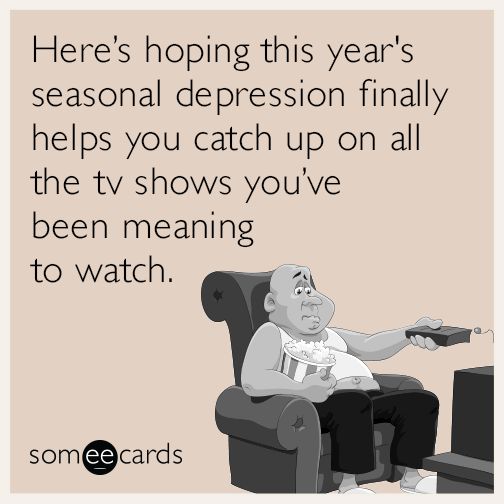 Here’s hoping this year's
seasonal depression finally
helps you catch up on all
the tv shows you’ve
been meaning
to watch.
someecards